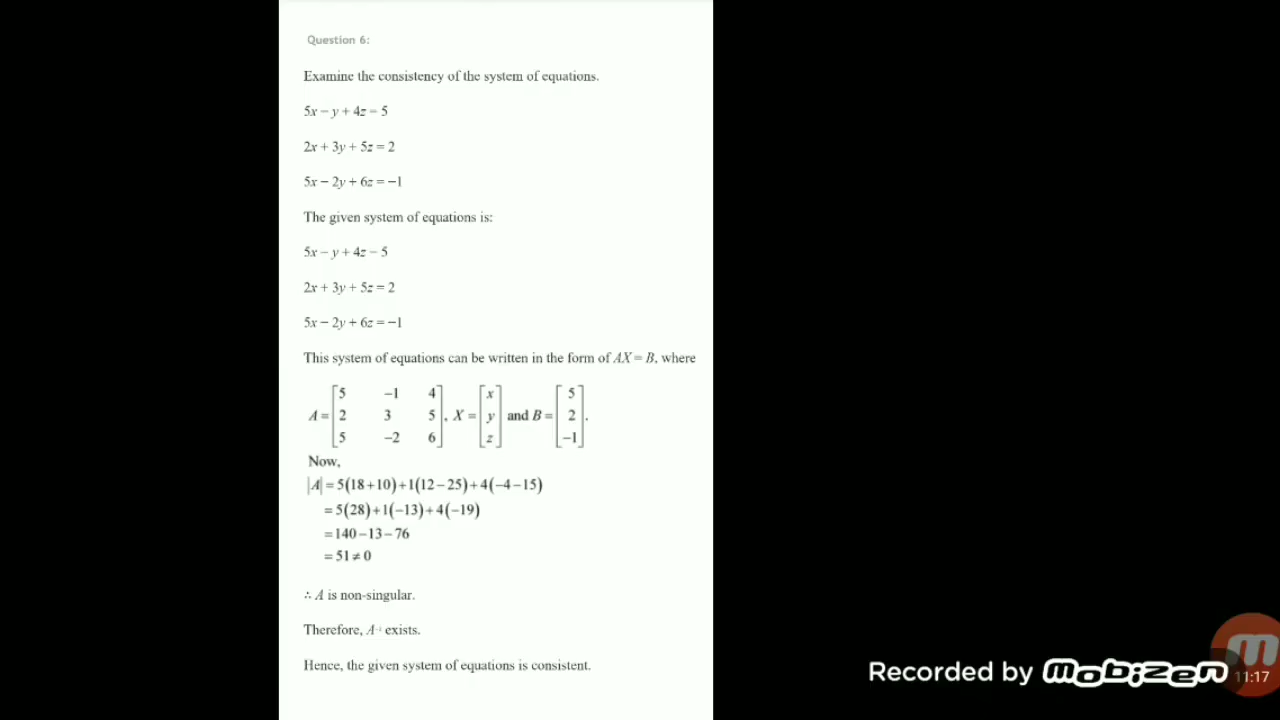 Question 6:
Examine the consistency of the system of equations.
5x − y + 4z = 5
2x + 3y + 5z = 2
5x − 2y + 6z = −1
The given system of equations is:
5x − y + 4z = 5
2x + 3y + 5z = 2
5x − 2y + 6z = −1
This system of equations can be written in the form of AX = B, where
A = [5 −1 4
2 3 5
5 −2 6], X = [x
y
z] and B = [5
2
−1].
Now,
|A| = 5(18+10)+1(12−25)+4(−4−15)
= 5(28)+1(−13)+4(−19)
= 140−13−76
= 51 ≠ 0
∴ A is non-singular.
Therefore, A⁻¹ exists.
Hence, the given system of equations is consistent.
Recorded by mobizen
11:17